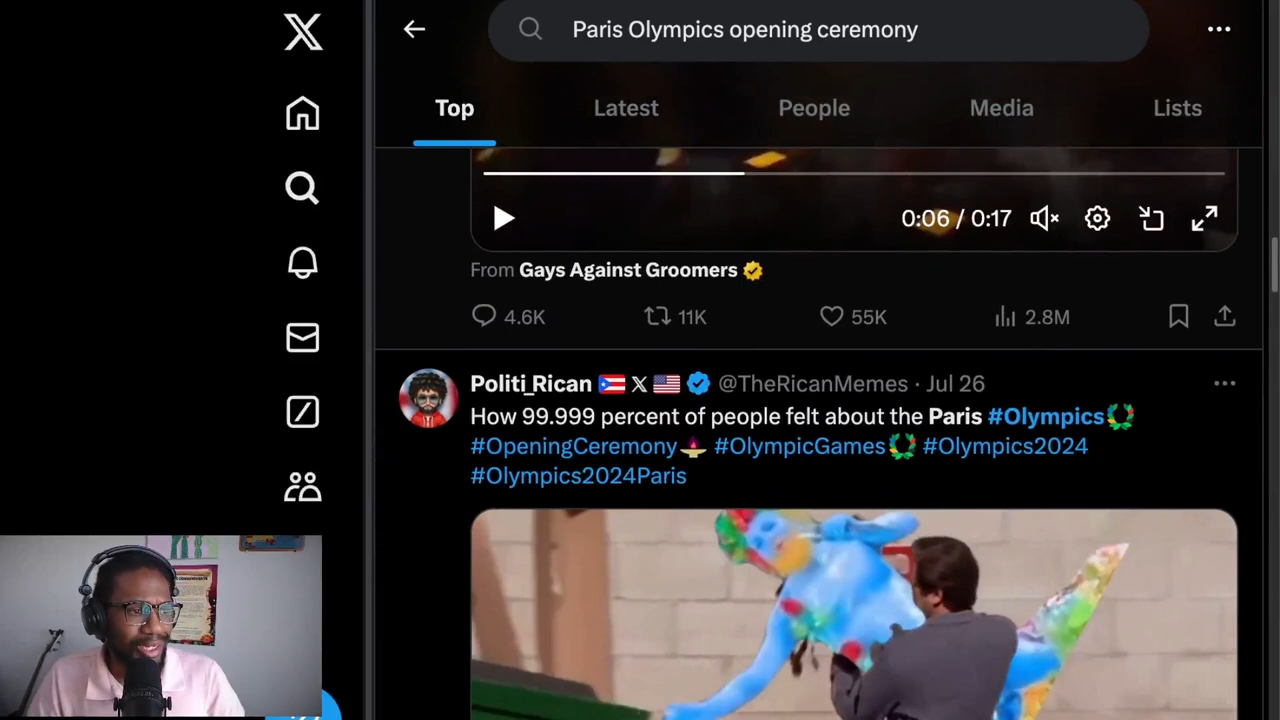 Paris Olympics opening ceremony
Top Latest People Media Lists
0:06 / 0:17
From Gays Against Groomers
4.6K 11K 55K 2.8M
Politi_Rican 🇵🇷 X 🇺🇸 @TheRicanMemes · Jul 26
How 99.999 percent of people felt about the Paris #Olympics
#OpeningCeremony #OlympicGames #Olympics2024
#Olympics2024Paris